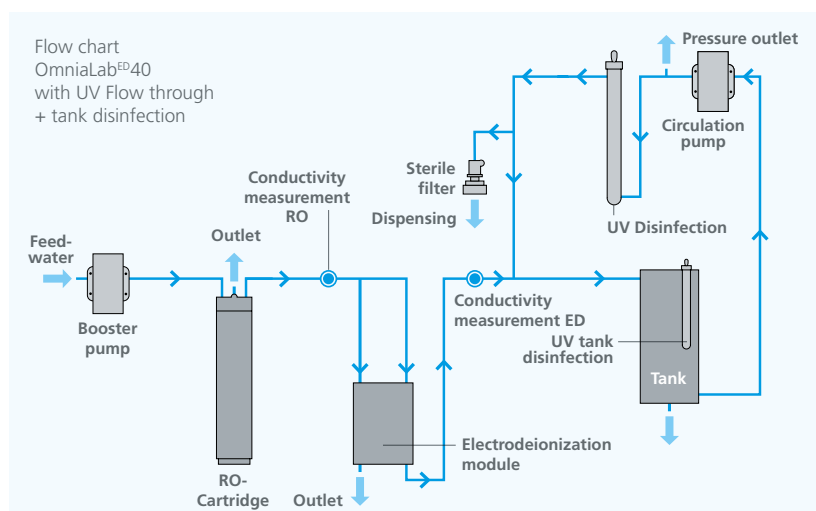 Flow chart
OmniaLabᴱᴰ40
with UV Flow through
+ tank disinfection
Pressure outlet
Circulation
pump
Sterile
filter
Dispensing
UV Disinfection
Conductivity
measurement
RO
Outlet
Feed-
water
Booster
pump
Conductivity
measurement ED
UV tank
disinfection
Tank
Electrodeionization
module
RO-
Cartridge
Outlet